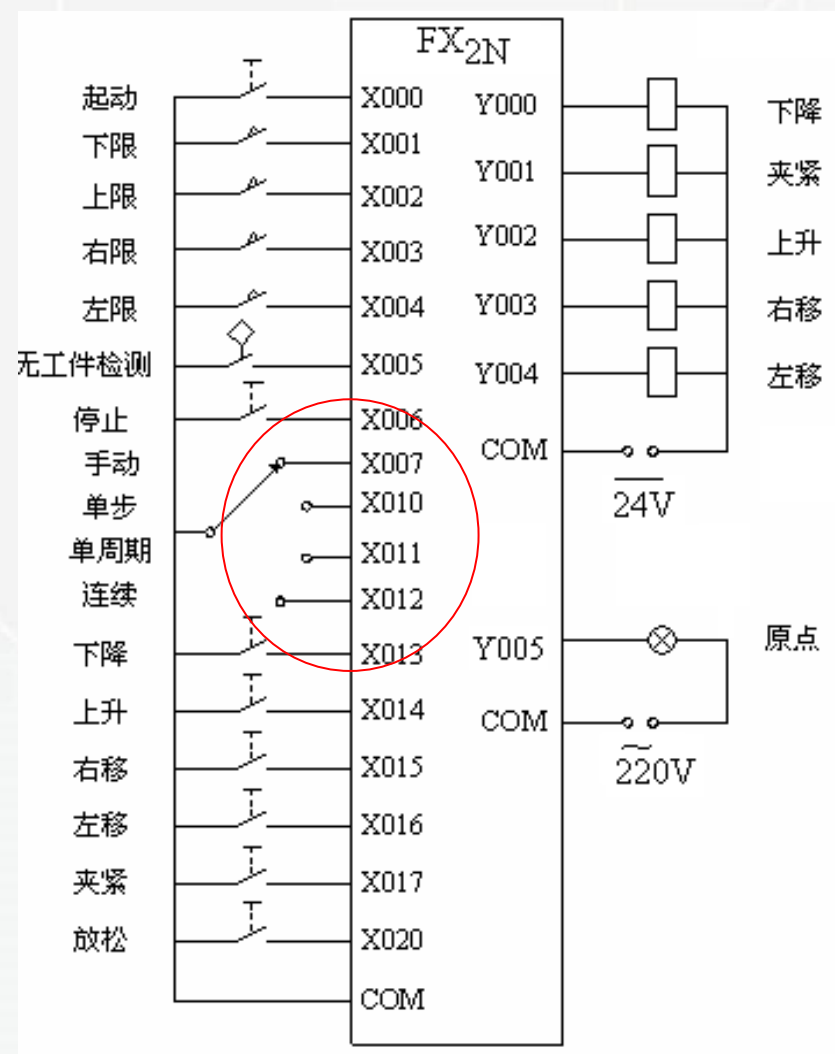 FX2N
起动 X000 Y000 下降
下限 X001
上限 X002 Y001 夹紧
右限 X003 Y002 上升
左限 X004 Y003 右移
无工件检测 X005 Y004 左移
停止 X006
手动 X007 COM
单步 X010 24V
单周期 X011
连续 X012
下降 X013 Y005 原点
上升 X014 COM
右移 X015 220V
左移 X016
夹紧 X017
放松 X020
COM